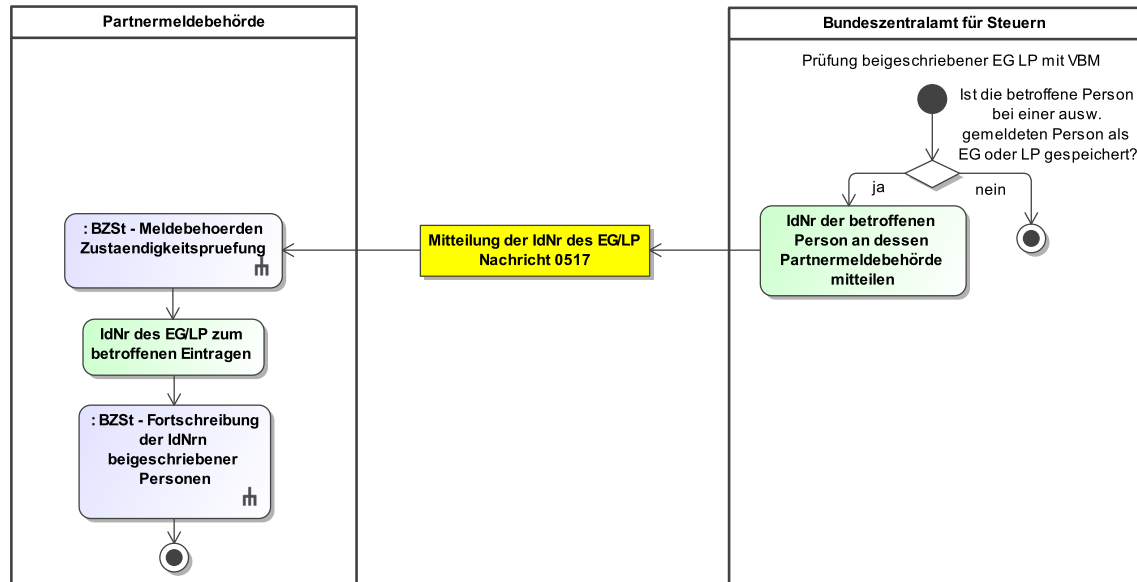 Partnermeldebehörde
Bundeszentralamt für Steuern
Prüfung beigeschriebener EG LP mit VBM
Ist die betroffene Person
bei einer ausw.
gemeldeten Person als
EG oder LP gespeichert?
ja
nein
IdNr der betroffenen
Person an dessen
Partnermeldebehörde
mitteilen
Mitteilung der IdNr des EG/LP
Nachricht 0517
: BZSt - Meldebehoerden
Zustaendigkeitspruefung
IdNr des EG/LP zum
betroffenen Eintragen
: BZSt - Fortschreibung
der IdNrn
beigeschriebener
Personen